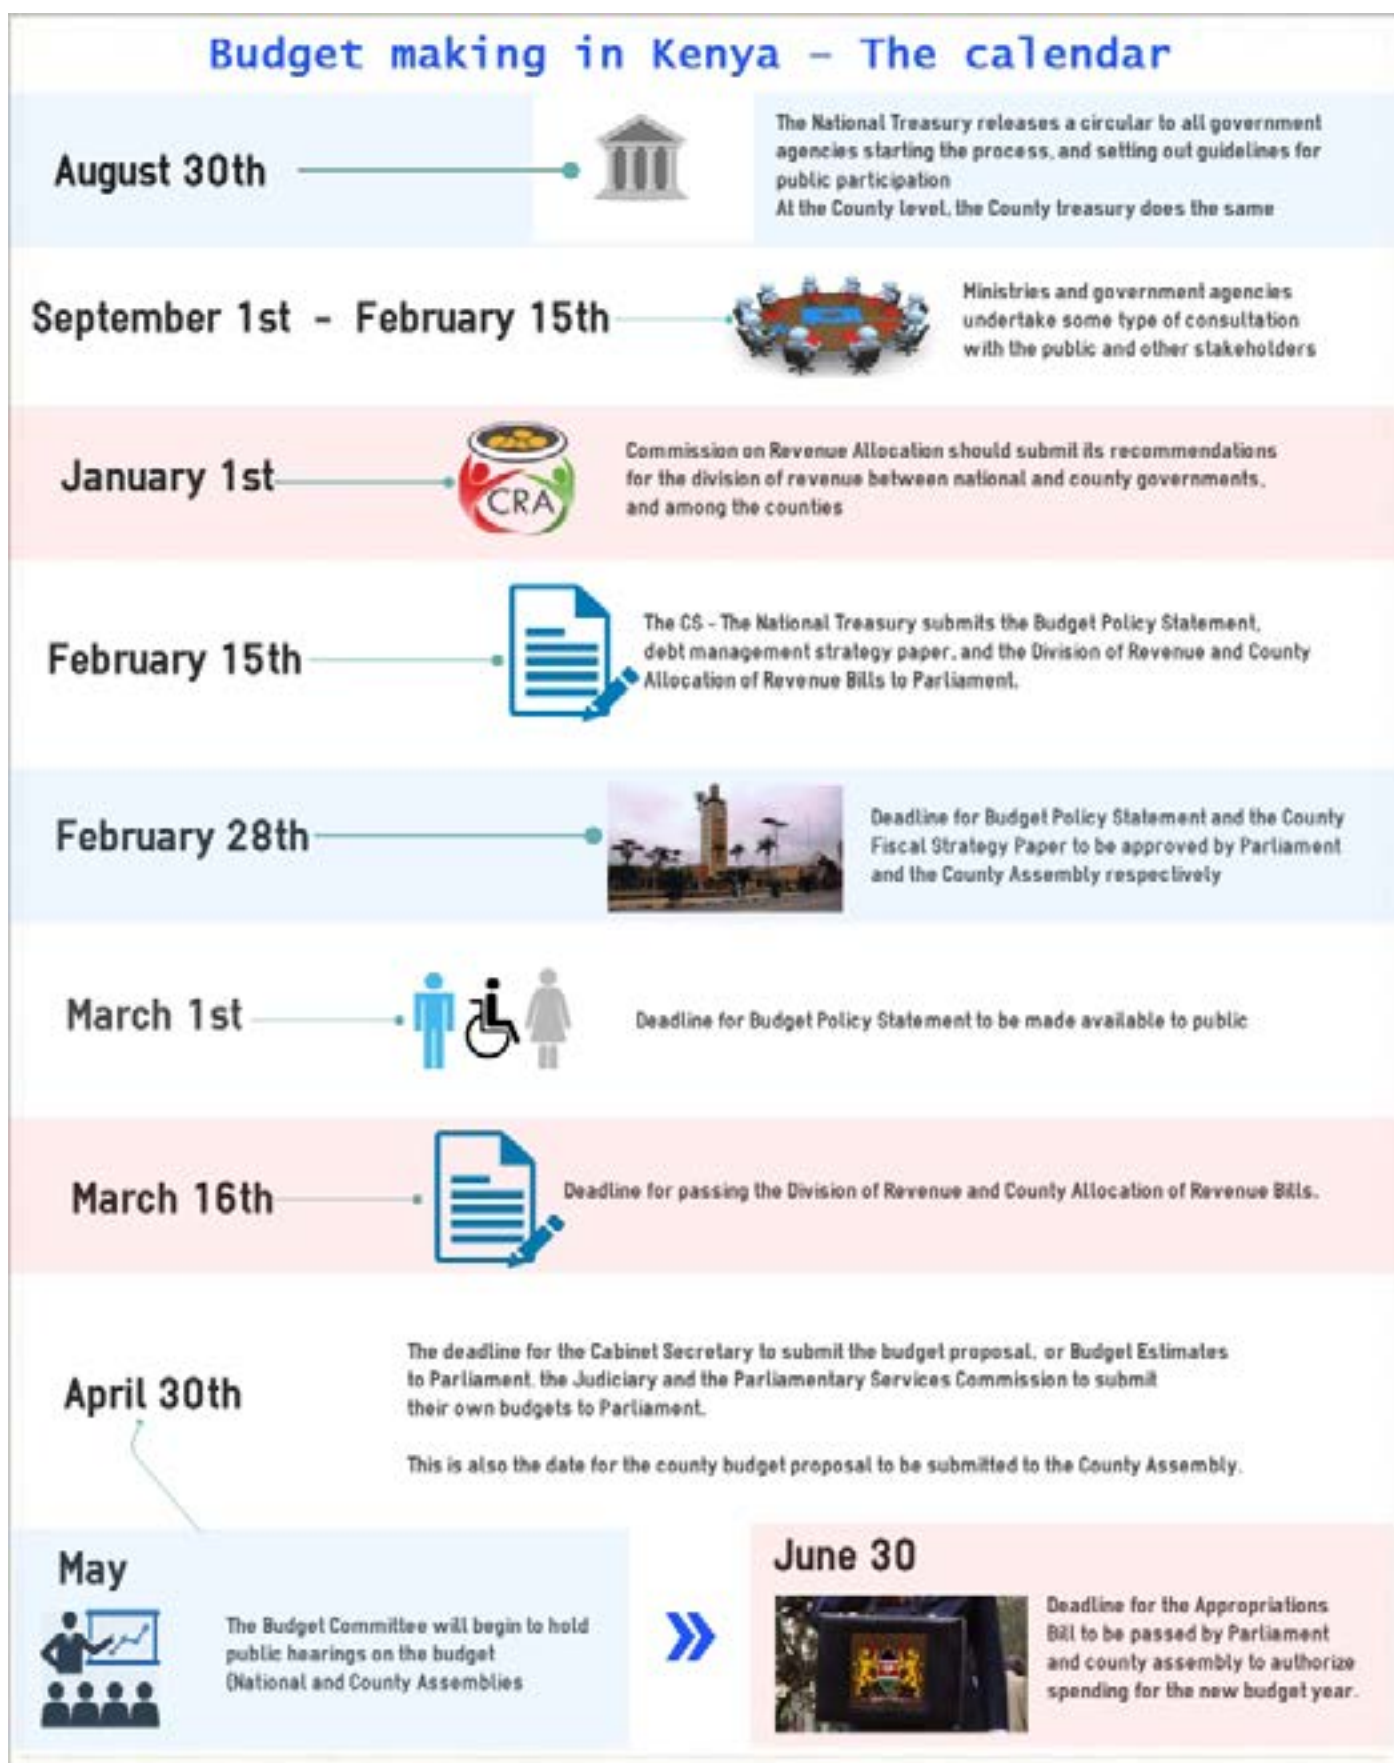 Budget making in Kenya – The calendar
August 30th
The National Treasury releases a circular to all government
agencies starting the process, and setting out guidelines for
public participation
At the County level, the County treasury does the same
September 1st - February 15th
Ministries and government agencies
undertake some type of consultation
with the public and other stakeholders
January 1st
CRA
Commission on Revenue Allocation should submit its recommendations
for the division of revenue between national and county governments,
and among the counties
February 15th
The CS - The National Treasury submits the Budget Policy Statement,
debt management strategy paper, and the Division of Revenue and County
Allocation of Revenue Bills to Parliament.
February 28th
Deadline for Budget Policy Statement and the County
Fiscal Strategy Paper to be approved by Parliament
and the County Assembly respectively
March 1st
Deadline for Budget Policy Statement to be made available to public
March 16th
Deadline for passing the Division of Revenue and County Allocation of Revenue Bills.
April 30th
The deadline for the Cabinet Secretary to submit the budget proposal, or Budget Estimates
to Parliament, the Judiciary and the Parliamentary Services Commission to submit
their own budgets to Parliament.
This is also the date for the county budget proposal to be submitted to the County Assembly.
May
The Budget Committee will begin to hold
public hearings on the budget
(National and County Assemblies
June 30
Deadline for the Appropriations
Bill to be passed by Parliament
and county assembly to authorize
spending for the new budget year.